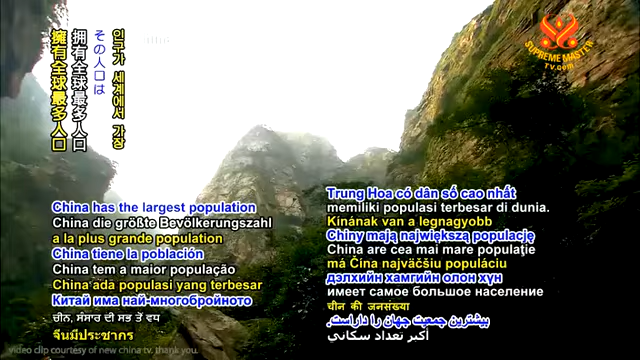 擁有全球最多人口
拥有全球最多人口
その人口は
인구가 세계에서 가장
SUPREME MASTER
TV.com
China has the largest population
China die größte Bevölkerungszahl
a la plus grande population
China tiene la población
China tem a maior população
China ada populasi yang terbesar
Китай има най-многобройното
ਚੀਨ, ਸੰਸਾਰ ਦੀ ਸਭ ਤੋਂ ਵਧ
จีนมีประชากร
Trung Hoa có dân số cao nhất
memiliki populasi terbesar di dunia.
Kínának van a legnagyobb
Chiny mają największą populację
China are cea mai mare populaţie
má Čína najväčšiu populáciu
дэлхийн хамгийн олон хүн
имеет самое большое население
चीन की जनसंख्या
بیشترین جمعیت جهان را داراست.
أكبر تعداد سكاني
video clip courtesy of new china tv. thank you.